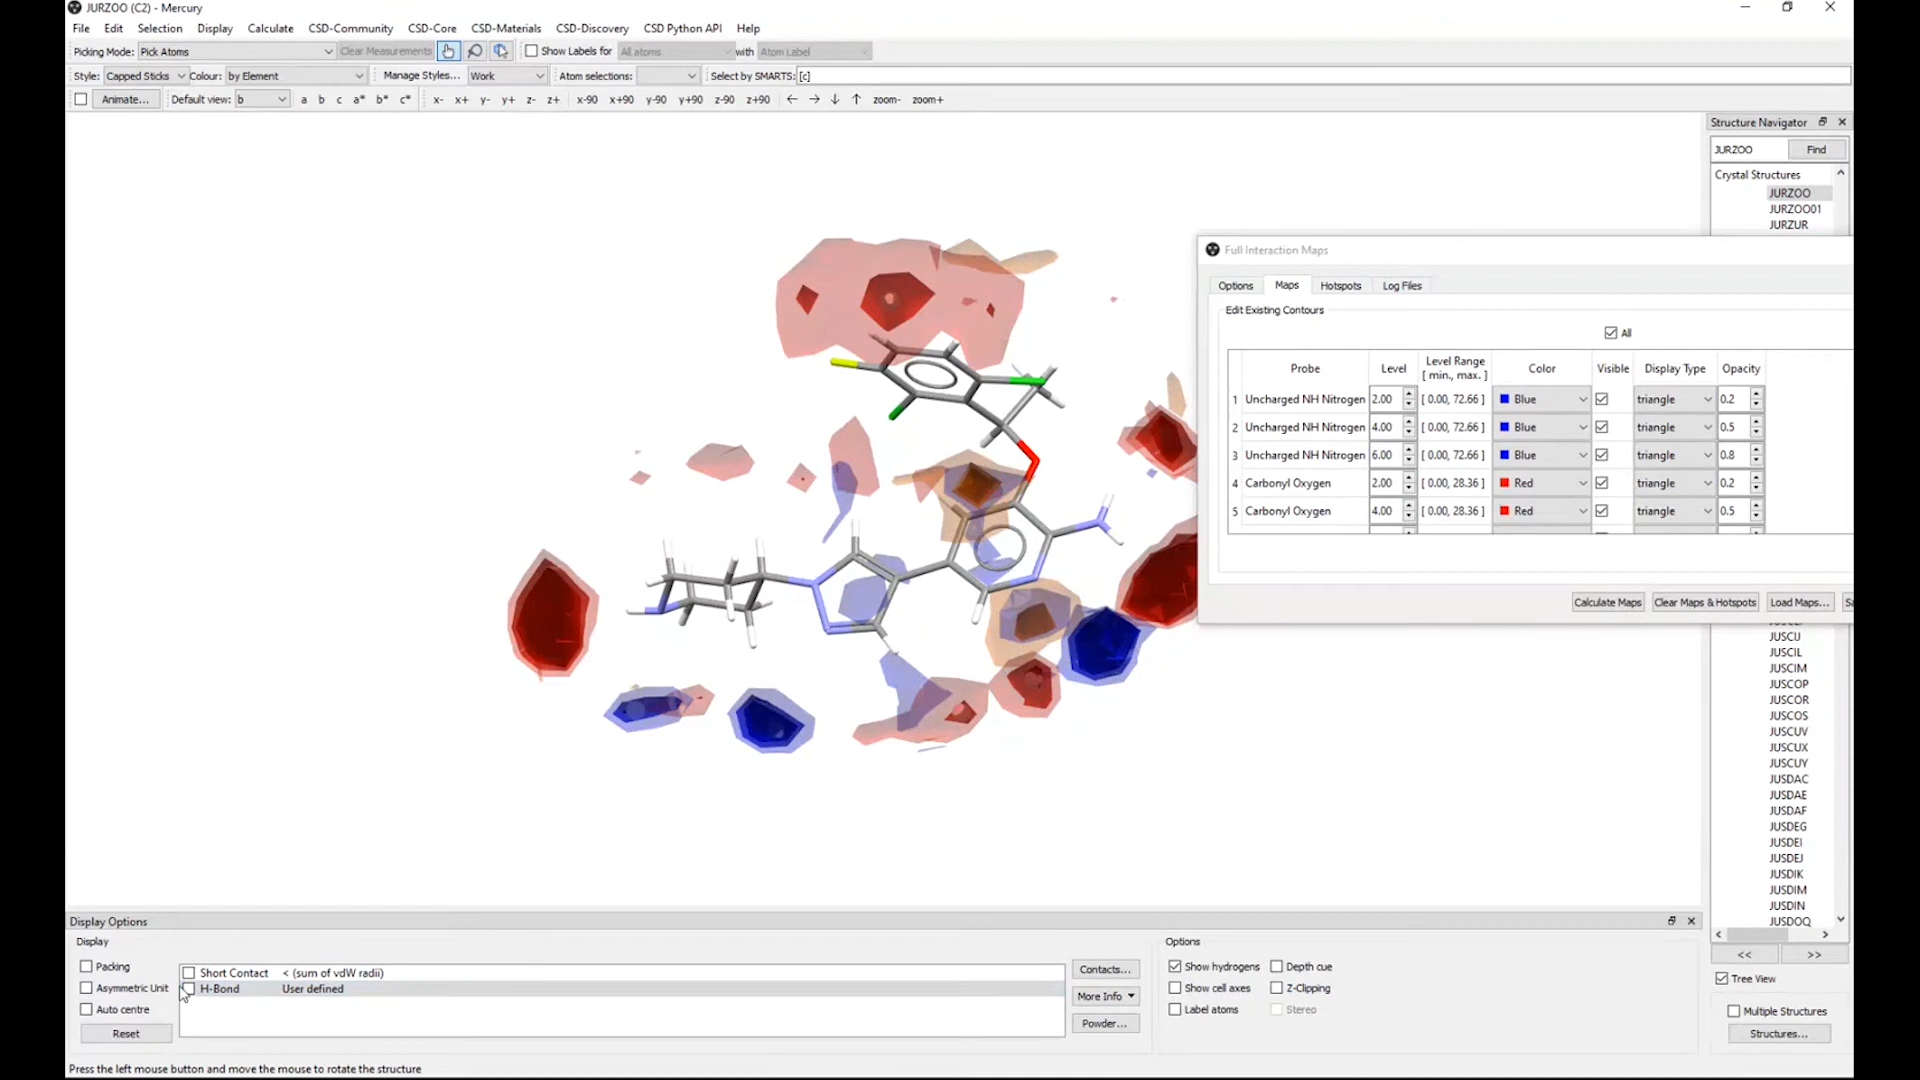 JURZOO (C2) - Mercury
File Edit Selection Display Calculate CSD-Community CSD-Core CSD-Materials CSD-Discovery CSD Python API Help
Picking Mode: Pick Atoms Clear Measurements Show Labels for All atoms with Atom Label
Style: Capped Sticks Colour: by Element Manage Styles... Work Atom selections: Select by SMARTS: [c]
Animate... Default view: b a b c a* b* c* x- x+ y- y+ z- z+ x-90 x+90 y-90 y+90 z-90 z+90 ← → ↓ ↑ zoom- zoom+
Structure Navigator
JURZOO Find
Crystal Structures
JURZOO
JURZOO01
JURZUR
Full Interaction Maps
Options Maps Hotspots Log Files
Edit Existing Contours
All
Probe Level Level Range [ min., max. ] Color Visible Display Type Opacity
1 Uncharged NH Nitrogen 2.00 [ 0.00, 72.66 ] Blue triangle 0.2
2 Uncharged NH Nitrogen 4.00 [ 0.00, 72.66 ] Blue triangle 0.5
3 Uncharged NH Nitrogen 6.00 [ 0.00, 72.66 ] Blue triangle 0.8
4 Carbonyl Oxygen 2.00 [ 0.00, 28.36 ] Red triangle 0.2
5 Carbonyl Oxygen 4.00 [ 0.00, 28.36 ] Red triangle 0.5
Calculate Maps Clear Maps & Hotspots Load Maps...
JUSCIJ
JUSCIL
JUSCIM
JUSCOP
JUSCOR
JUSCOS
JUSCUV
JUSCUX
JUSCUY
JUSDAC
JUSDAE
JUSDAF
JUSDEG
JUSDEI
JUSDEJ
JUSDIK
JUSDIM
JUSDIN
JUSDOQ
<< >>
Tree View
Multiple Structures
Structures...
Display Options
Display
Packing
Asymmetric Unit
Auto centre
Reset
Short Contact < (sum of vdW radii)
H-Bond User defined
Contacts...
More Info
Powder...
Options
Show hydrogens Depth cue
Show cell axes Z-Clipping
Label atoms Stereo
Press the left mouse button and move the mouse to rotate the structure